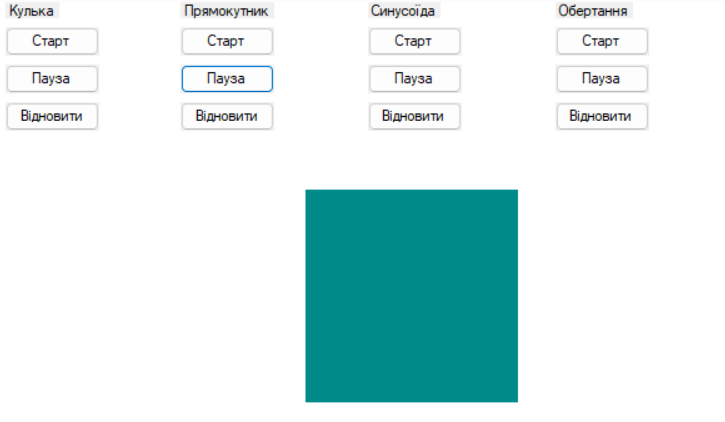 Кулька Прямокутник Синусоїда Обертання
Старт Старт Старт Старт
Пауза Пауза Пауза Пауза
Відновити Відновити Відновити Відновити